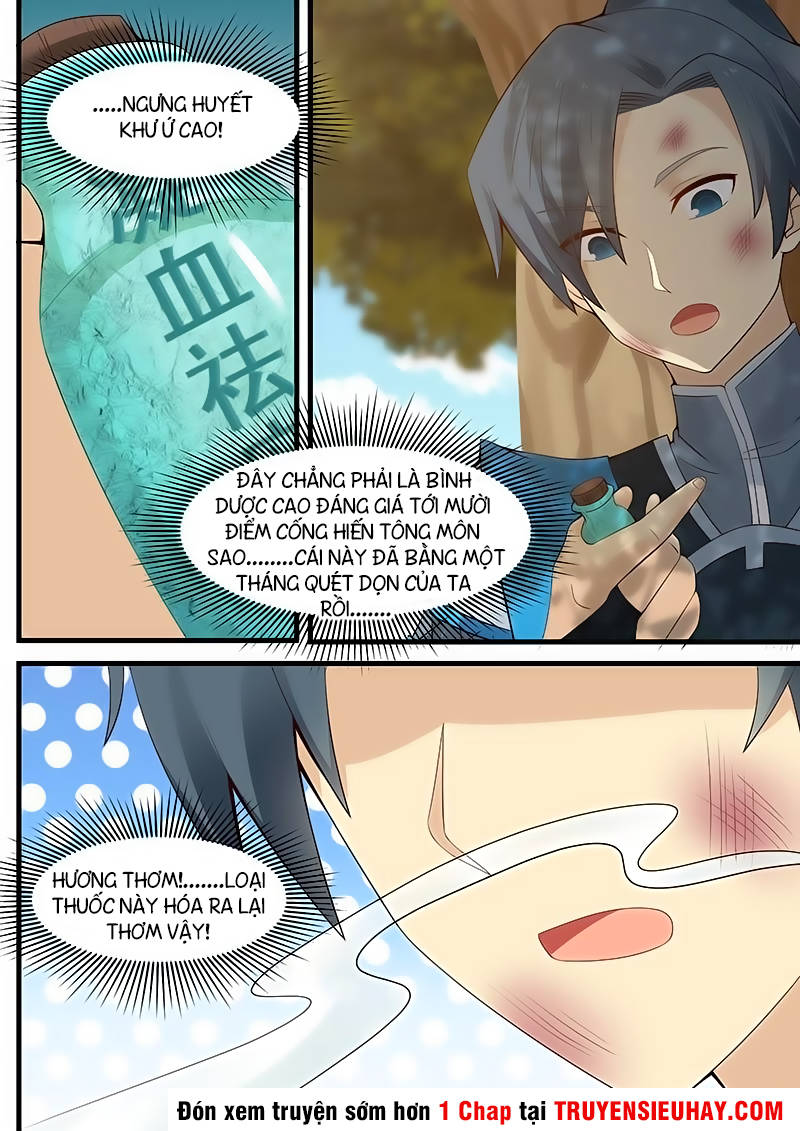 .....NGƯNG HUYẾT
KHƯ Ứ CAO!
血
祛
ĐÂY CHẲNG PHẢI LÀ BÌNH
DƯỢC CAO ĐÁNG GIÁ TỚI MƯỜI
ĐIỂM CỐNG HIẾN TÔNG MÔN
SAO........CÁI NÀY ĐÃ BẰNG MỘT
THÁNG QUÉT DỌN CỦA TA
RỒI.......
HƯƠNG THƠM!.......LOẠI
THUỐC NÀY HÓA RA LẠI
THƠM VẬY!
Đón xem truyện sớm hơn 1 Chap tại TRUYENSIEUHAY.COM